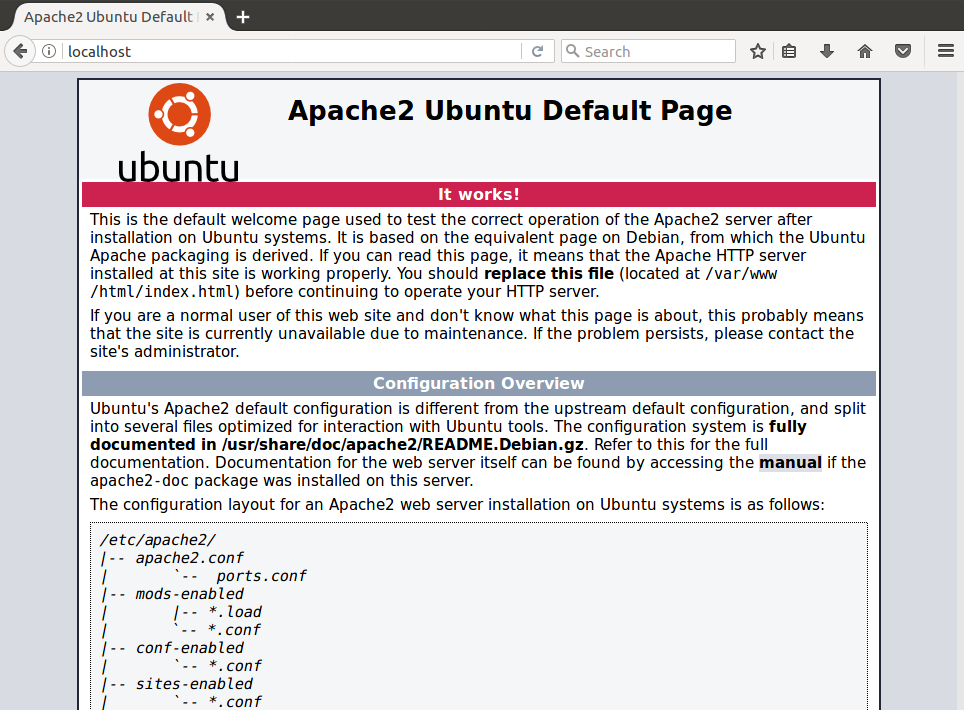 Apache2 Ubuntu Default
localhost
Search
ubuntu
Apache2 Ubuntu Default Page
It works!
This is the default welcome page used to test the correct operation of the Apache2 server after
installation on Ubuntu systems. It is based on the equivalent page on Debian, from which the Ubuntu
Apache packaging is derived. If you can read this page, it means that the Apache HTTP server
installed at this site is working properly. You should replace this file (located at /var/www
/html/index.html) before continuing to operate your HTTP server.
If you are a normal user of this web site and don't know what this page is about, this probably means
that the site is currently unavailable due to maintenance. If the problem persists, please contact the
site's administrator.
Configuration Overview
Ubuntu's Apache2 default configuration is different from the upstream default configuration, and split
into several files optimized for interaction with Ubuntu tools. The configuration system is fully
documented in /usr/share/doc/apache2/README.Debian.gz. Refer to this for the full
documentation. Documentation for the web server itself can be found by accessing the manual if the
apache2-doc package was installed on this server.
The configuration layout for an Apache2 web server installation on Ubuntu systems is as follows:
/etc/apache2/
|-- apache2.conf
|       `--  ports.conf
|-- mods-enabled
|       |-- *.load
|       `-- *.conf
|-- conf-enabled
|       `-- *.conf
|-- sites-enabled
|       `-- *.conf